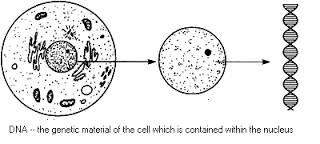 DNA -- the genetic material of the cell which is contained within the nucleus